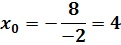 x₀ = −8/−2 = 4